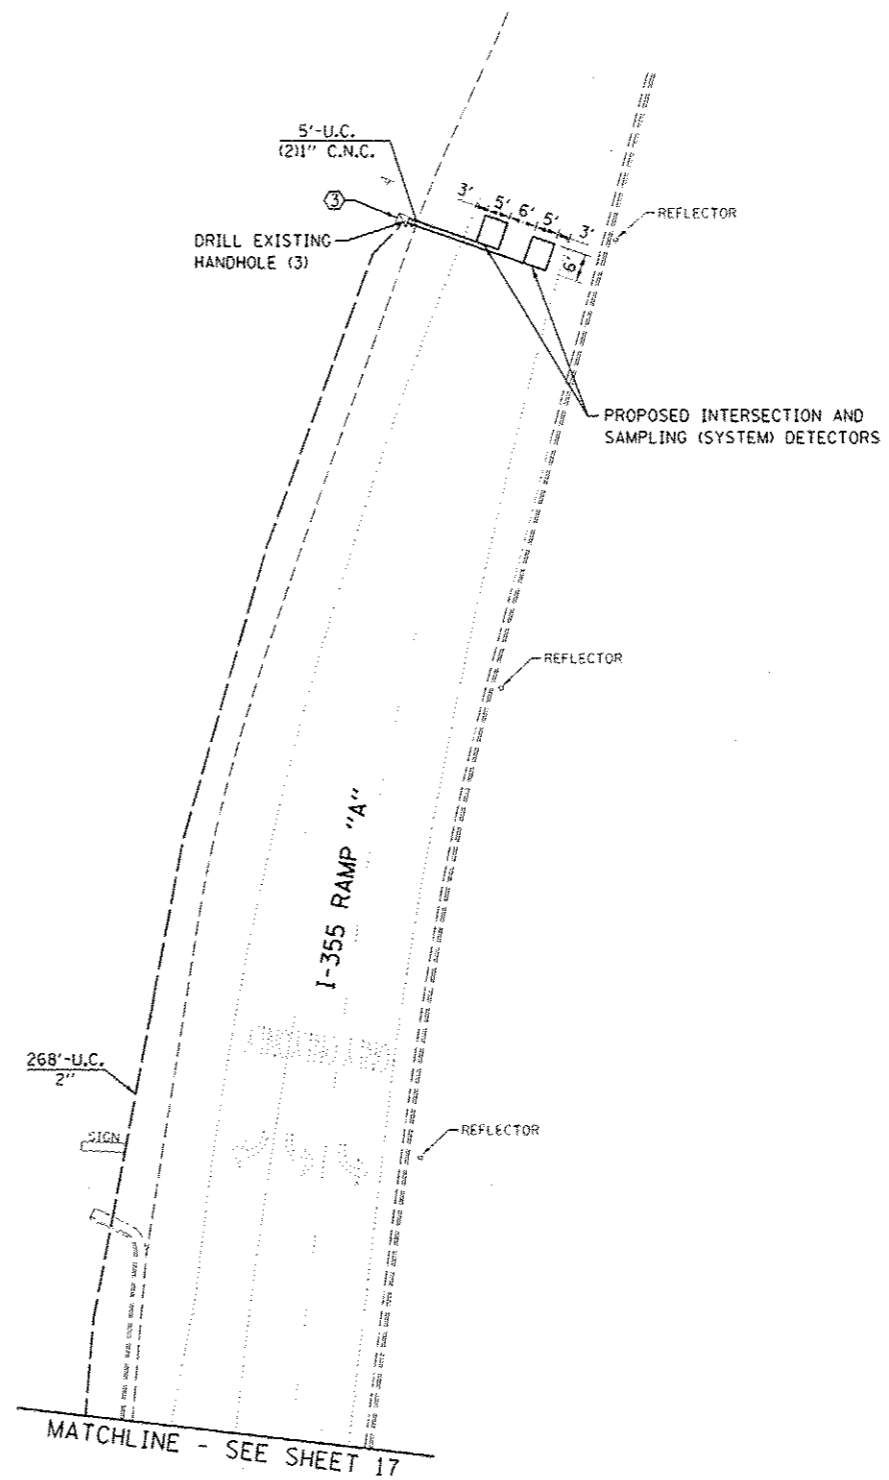 5'-U.C.
(2)1" C.N.C.
3
3'
5'
6'
5'
3'
6'
REFLECTOR
DRILL EXISTING
HANDHOLE (3)
PROPOSED INTERSECTION AND
SAMPLING (SYSTEM) DETECTORS
REFLECTOR
I-355 RAMP "A"
268'-U.C.
2"
SIGN
REFLECTOR
MATCHLINE - SEE SHEET 17